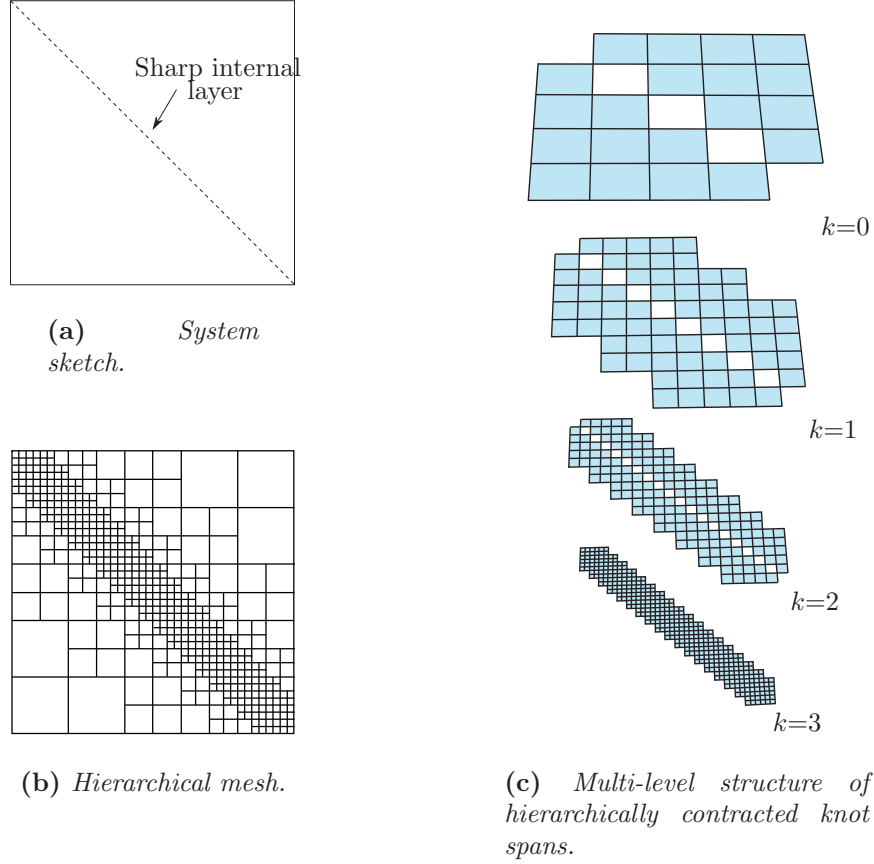 Sharp internal
layer
(a) System
sketch.
(b) Hierarchical mesh.
k=0
k=1
k=2
k=3
(c) Multi-level structure of
hierarchically contracted knot
spans.